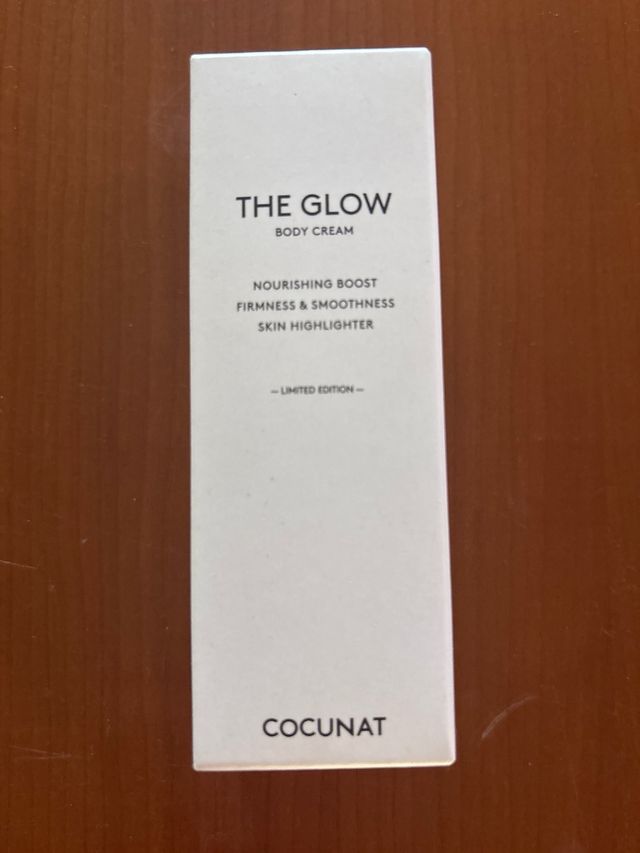 THE GLOW
BODY CREAM
NOURISHING BOOST
FIRMNESS & SMOOTHNESS
SKIN HIGHLIGHTER
— LIMITED EDITION —
COCUNAT